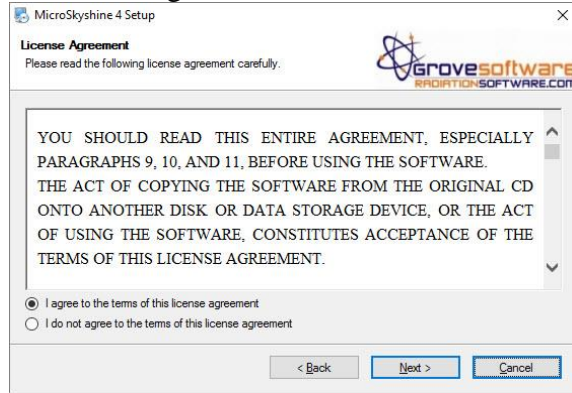 MicroSkyshine 4 Setup
License Agreement
Please read the following license agreement carefully.
Grovesoftware
RADIATIONSOFTWARE.COM
YOU SHOULD READ THIS ENTIRE AGREEMENT, ESPECIALLY
PARAGRAPHS 9, 10, AND 11, BEFORE USING THE SOFTWARE.
THE ACT OF COPYING THE SOFTWARE FROM THE ORIGINAL CD
ONTO ANOTHER DISK OR DATA STORAGE DEVICE, OR THE ACT
OF USING THE SOFTWARE, CONSTITUTES ACCEPTANCE OF THE
TERMS OF THIS LICENSE AGREEMENT.
I agree to the terms of this license agreement
I do not agree to the terms of this license agreement
< Back Next > Cancel